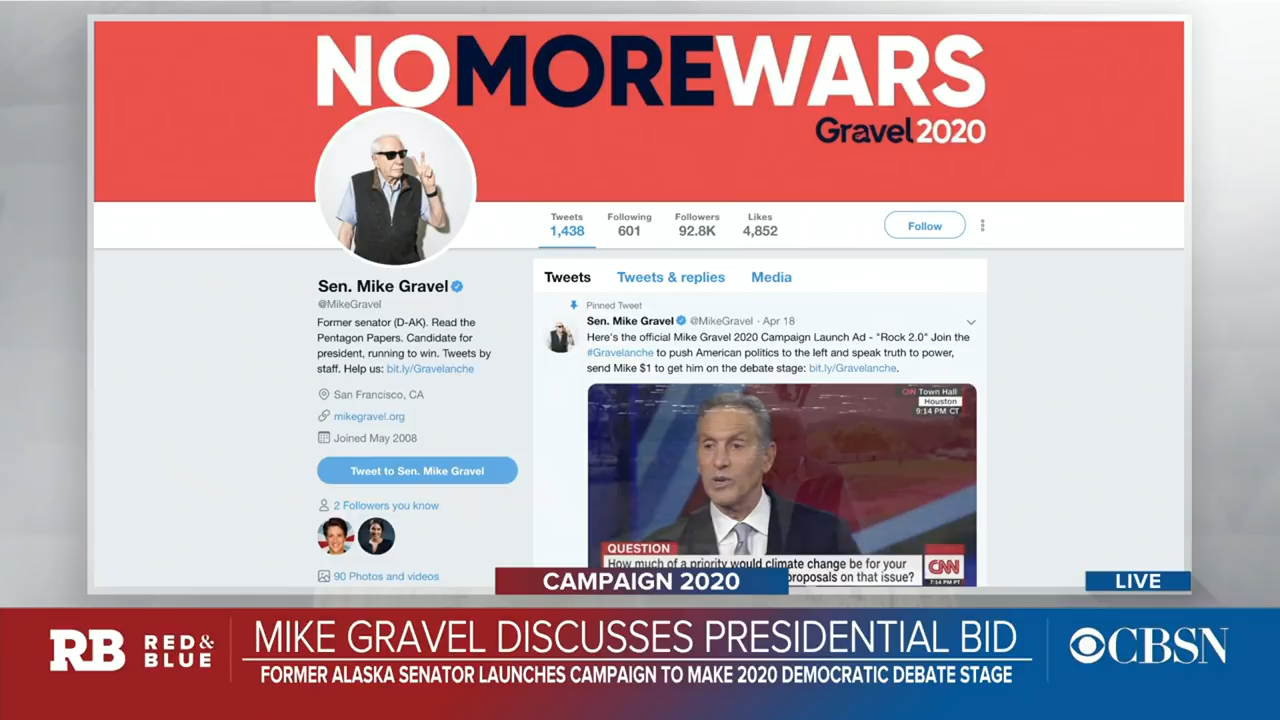 NOMOREWARS
Gravel2020
Tweets
1,438
Following
601
Followers
92.8K
Likes
4,852
Follow
Sen. Mike Gravel
@MikeGravel
Former senator (D-AK). Read the
Pentagon Papers. Candidate for
president, running to win. Tweets by
staff. Help us: bit.ly/Gravelanche
San Francisco, CA
mikegravel.org
Joined May 2008
Tweet to Sen. Mike Gravel
2 Followers you know
90 Photos and videos
Tweets Tweets & replies Media
Pinned Tweet
Sen. Mike Gravel @MikeGravel · Apr 18
Here's the official Mike Gravel 2020 Campaign Launch Ad - "Rock 2.0" Join the
#Gravelanche to push American politics to the left and speak truth to power,
send Mike $1 to get him on the debate stage: bit.ly/Gravelanche.
CNN Town Hall
Houston
9:14 PM CT
QUESTION
How much of a priority would climate change be for your
proposals on that issue?
CNN
7:14 PM PT
CAMPAIGN 2020
LIVE
RB RED & BLUE
MIKE GRAVEL DISCUSSES PRESIDENTIAL BID
FORMER ALASKA SENATOR LAUNCHES CAMPAIGN TO MAKE 2020 DEMOCRATIC DEBATE STAGE
CBSN